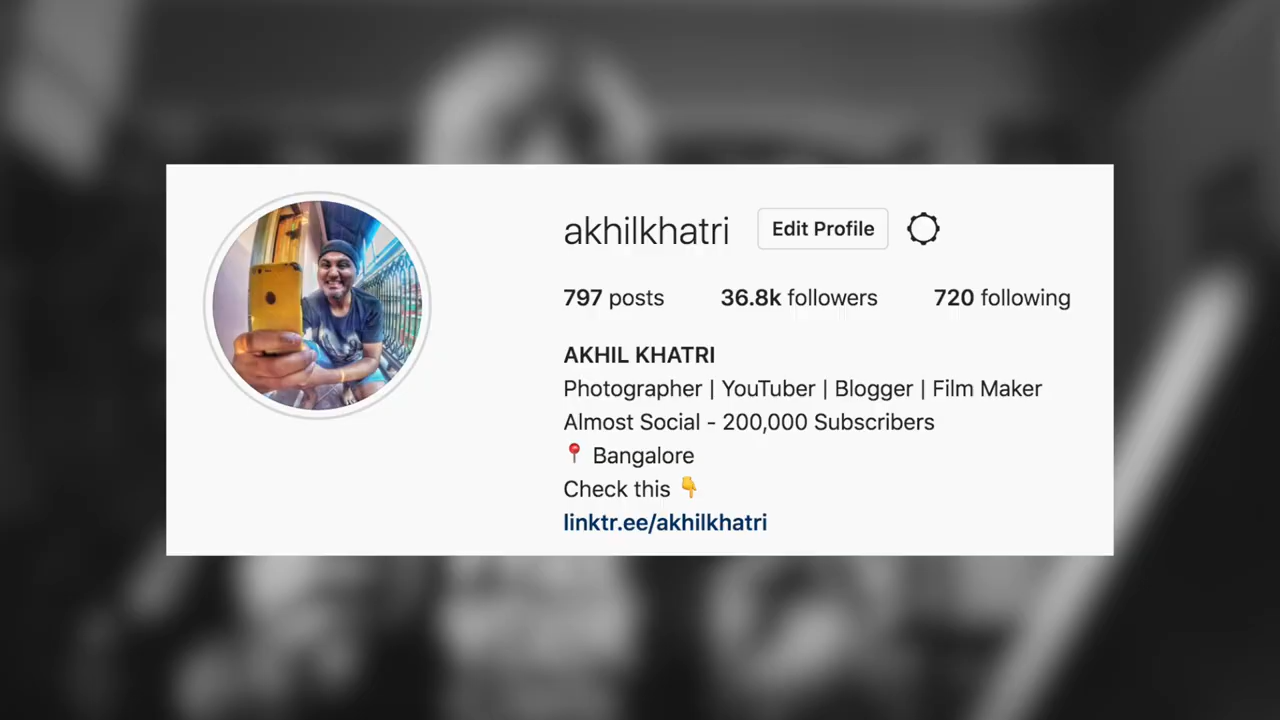 akhilkhatri Edit Profile
797 posts 36.8k followers 720 following
AKHIL KHATRI
Photographer | YouTuber | Blogger | Film Maker
Almost Social - 200,000 Subscribers
📍 Bangalore
Check this 👇
linktr.ee/akhilkhatri